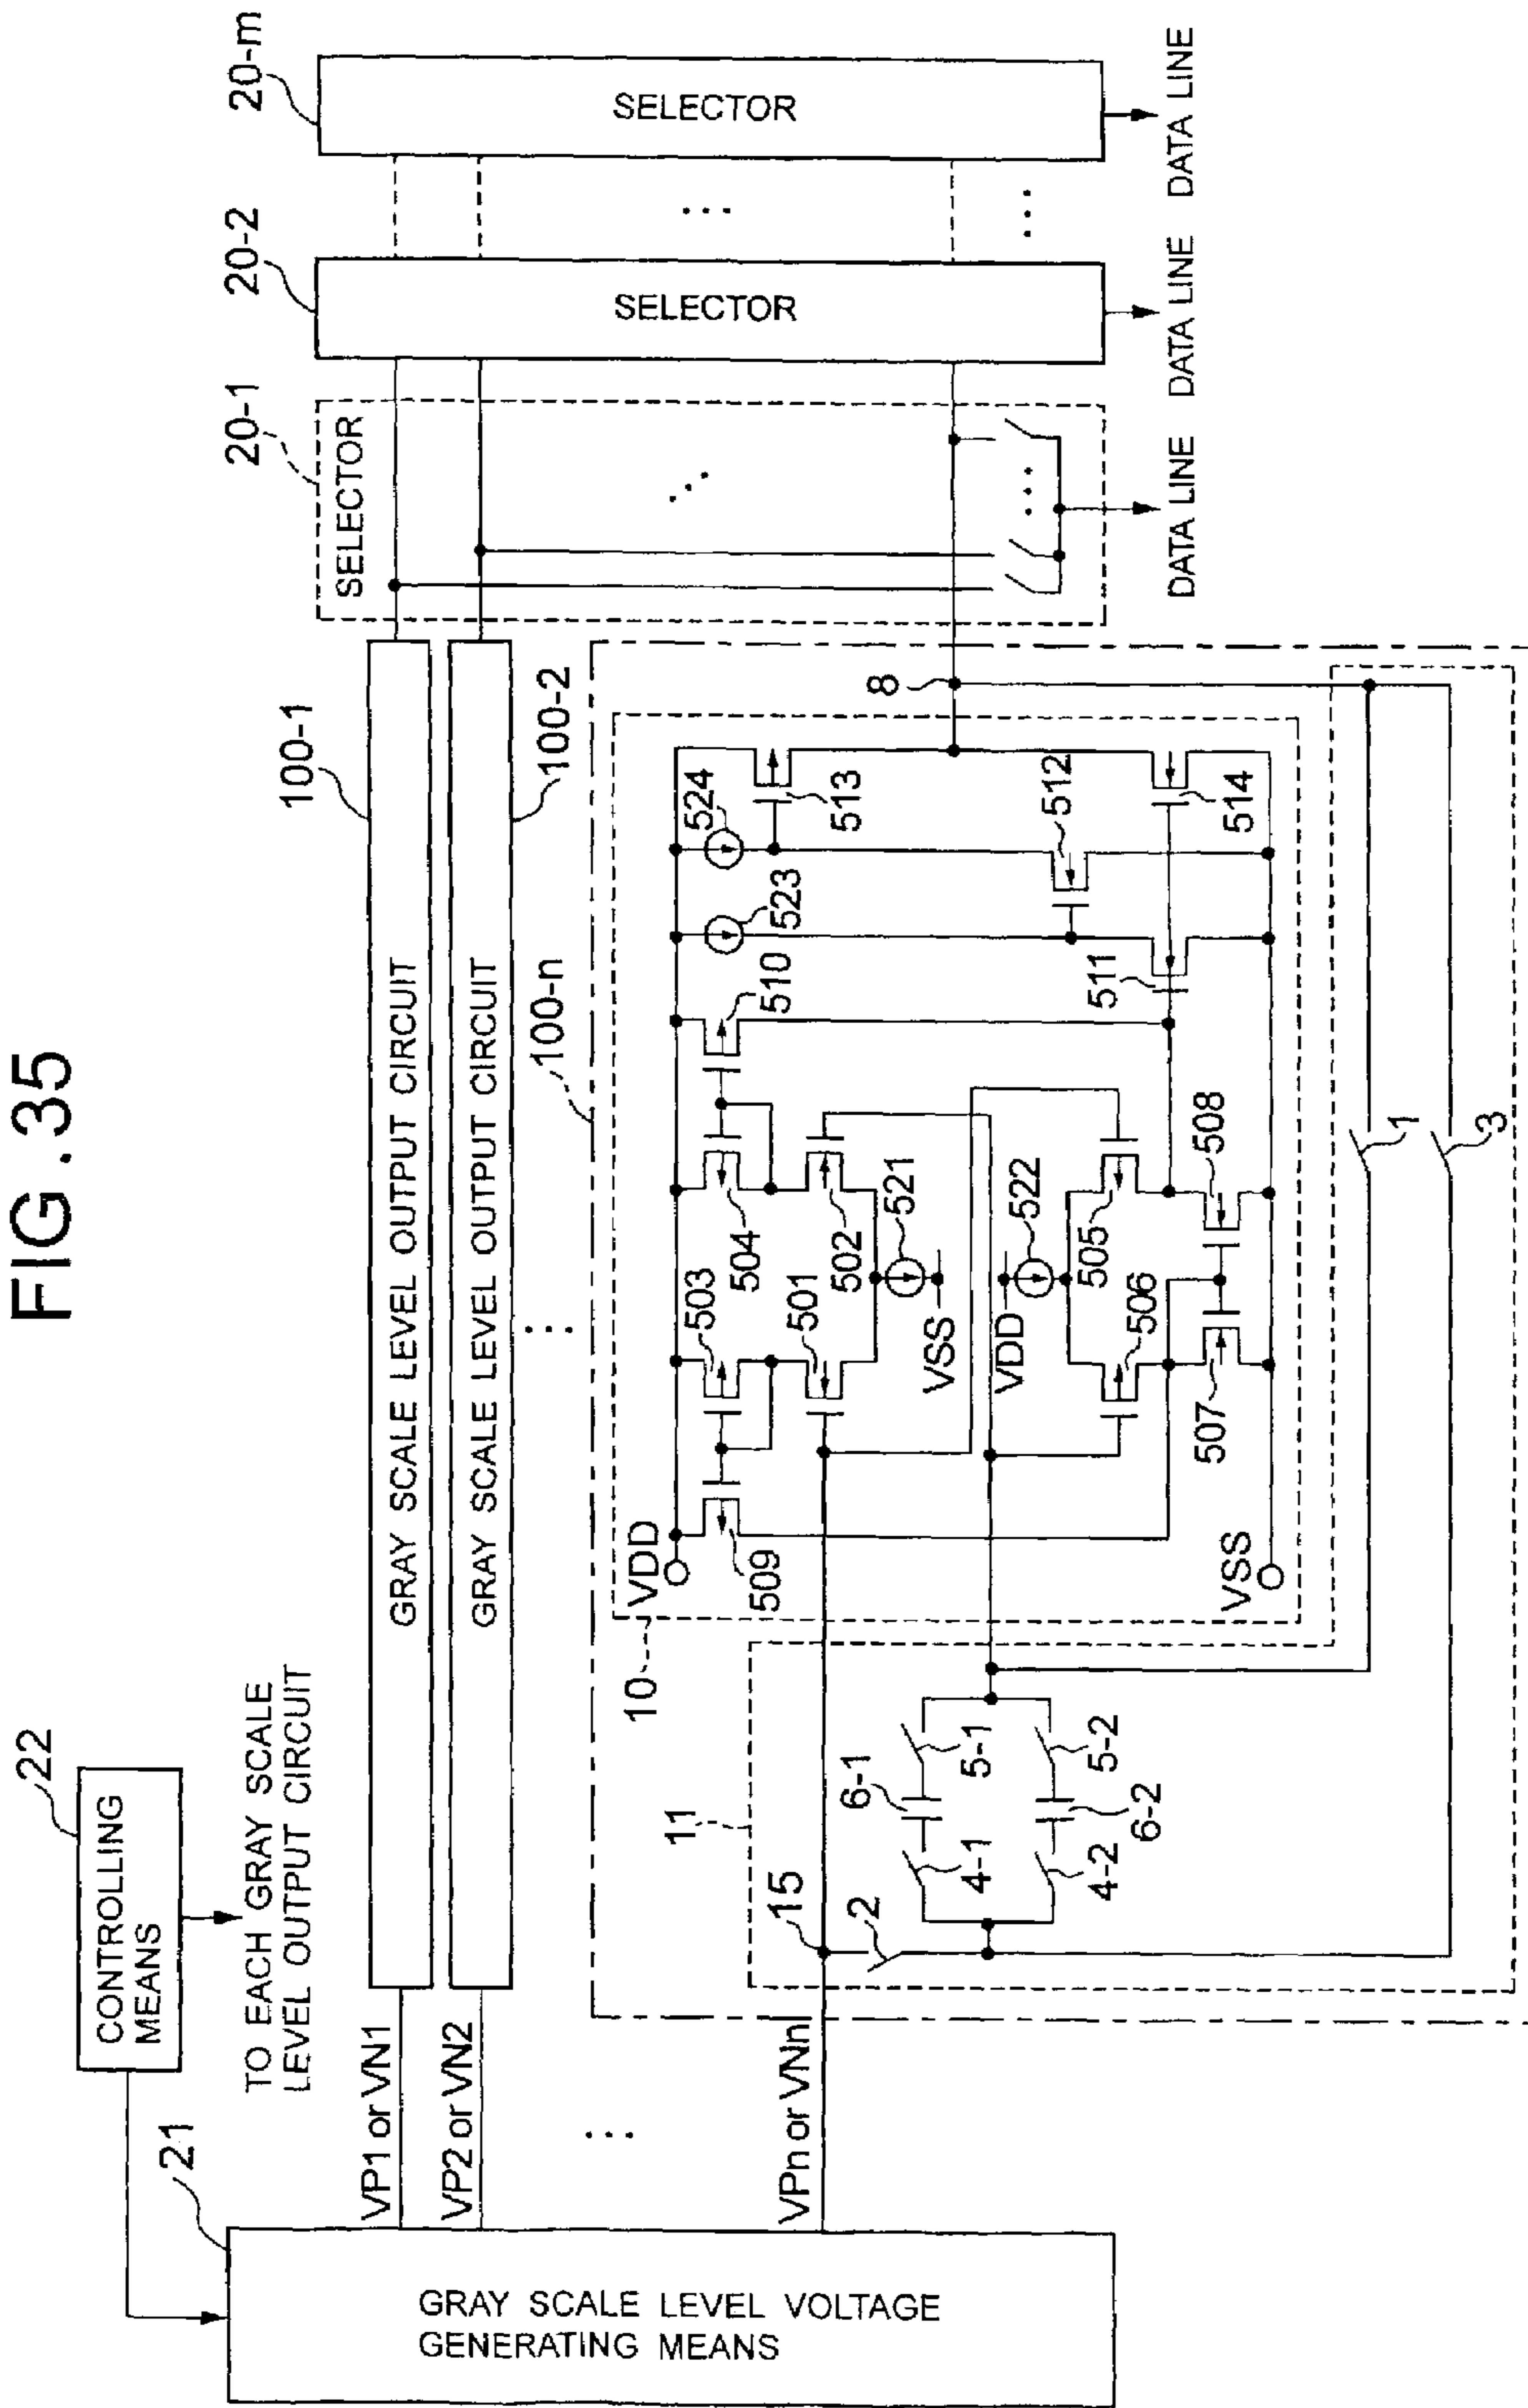 FIG.35
22
CONTROLLING
MEANS
TO EACH GRAY SCALE
LEVEL OUTPUT CIRCUIT
21
GRAY SCALE LEVEL VOLTAGE
GENERATING MEANS
VP1 or VN1
VP2 or VN2
...
VPn or VNn
100-1
GRAY SCALE LEVEL OUTPUT CIRCUIT
GRAY SCALE LEVEL OUTPUT CIRCUIT
100-2
...
100-n
10
VDD
509
503
504
510
523
524
513
8
501
502
521
VSS
VDD
522
505
506
507
508
511
512
514
VSS
11
15
2
6-1
4-1
5-1
4-2
6-2
5-2
1
3
20-1
SELECTOR
...
...
20-2
SELECTOR
...
...
20-m
SELECTOR
DATA LINE
DATA LINE
DATA LINE